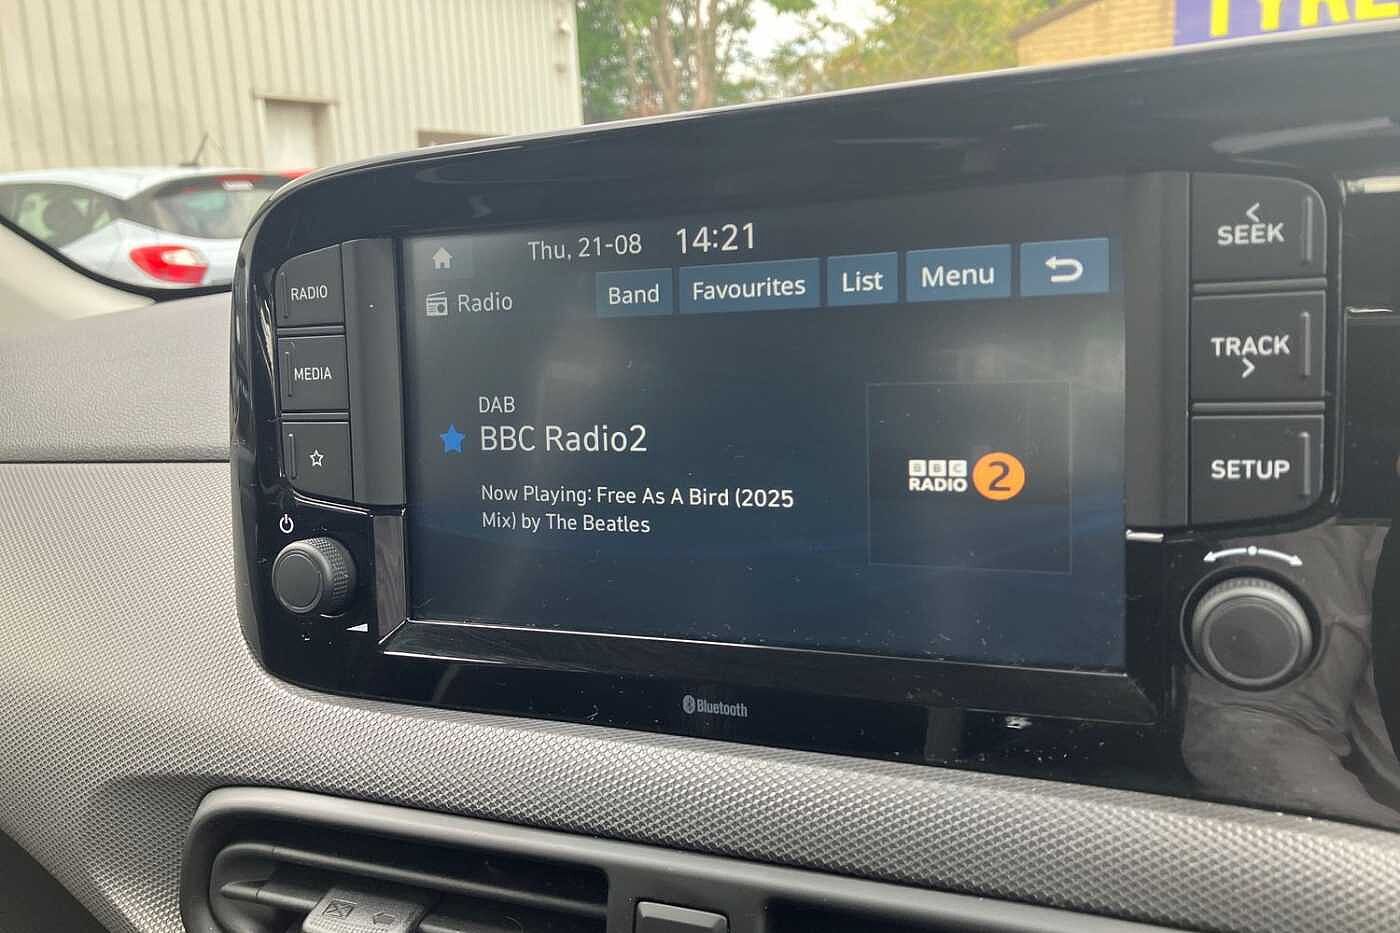 TYRE
Thu, 21-08 14:21
Radio
Band Favourites List Menu
DAB
BBC Radio2
Now Playing: Free As A Bird (2025
Mix) by The Beatles
BBC
RADIO 2
RADIO
MEDIA
SEEK
TRACK
SETUP
Bluetooth